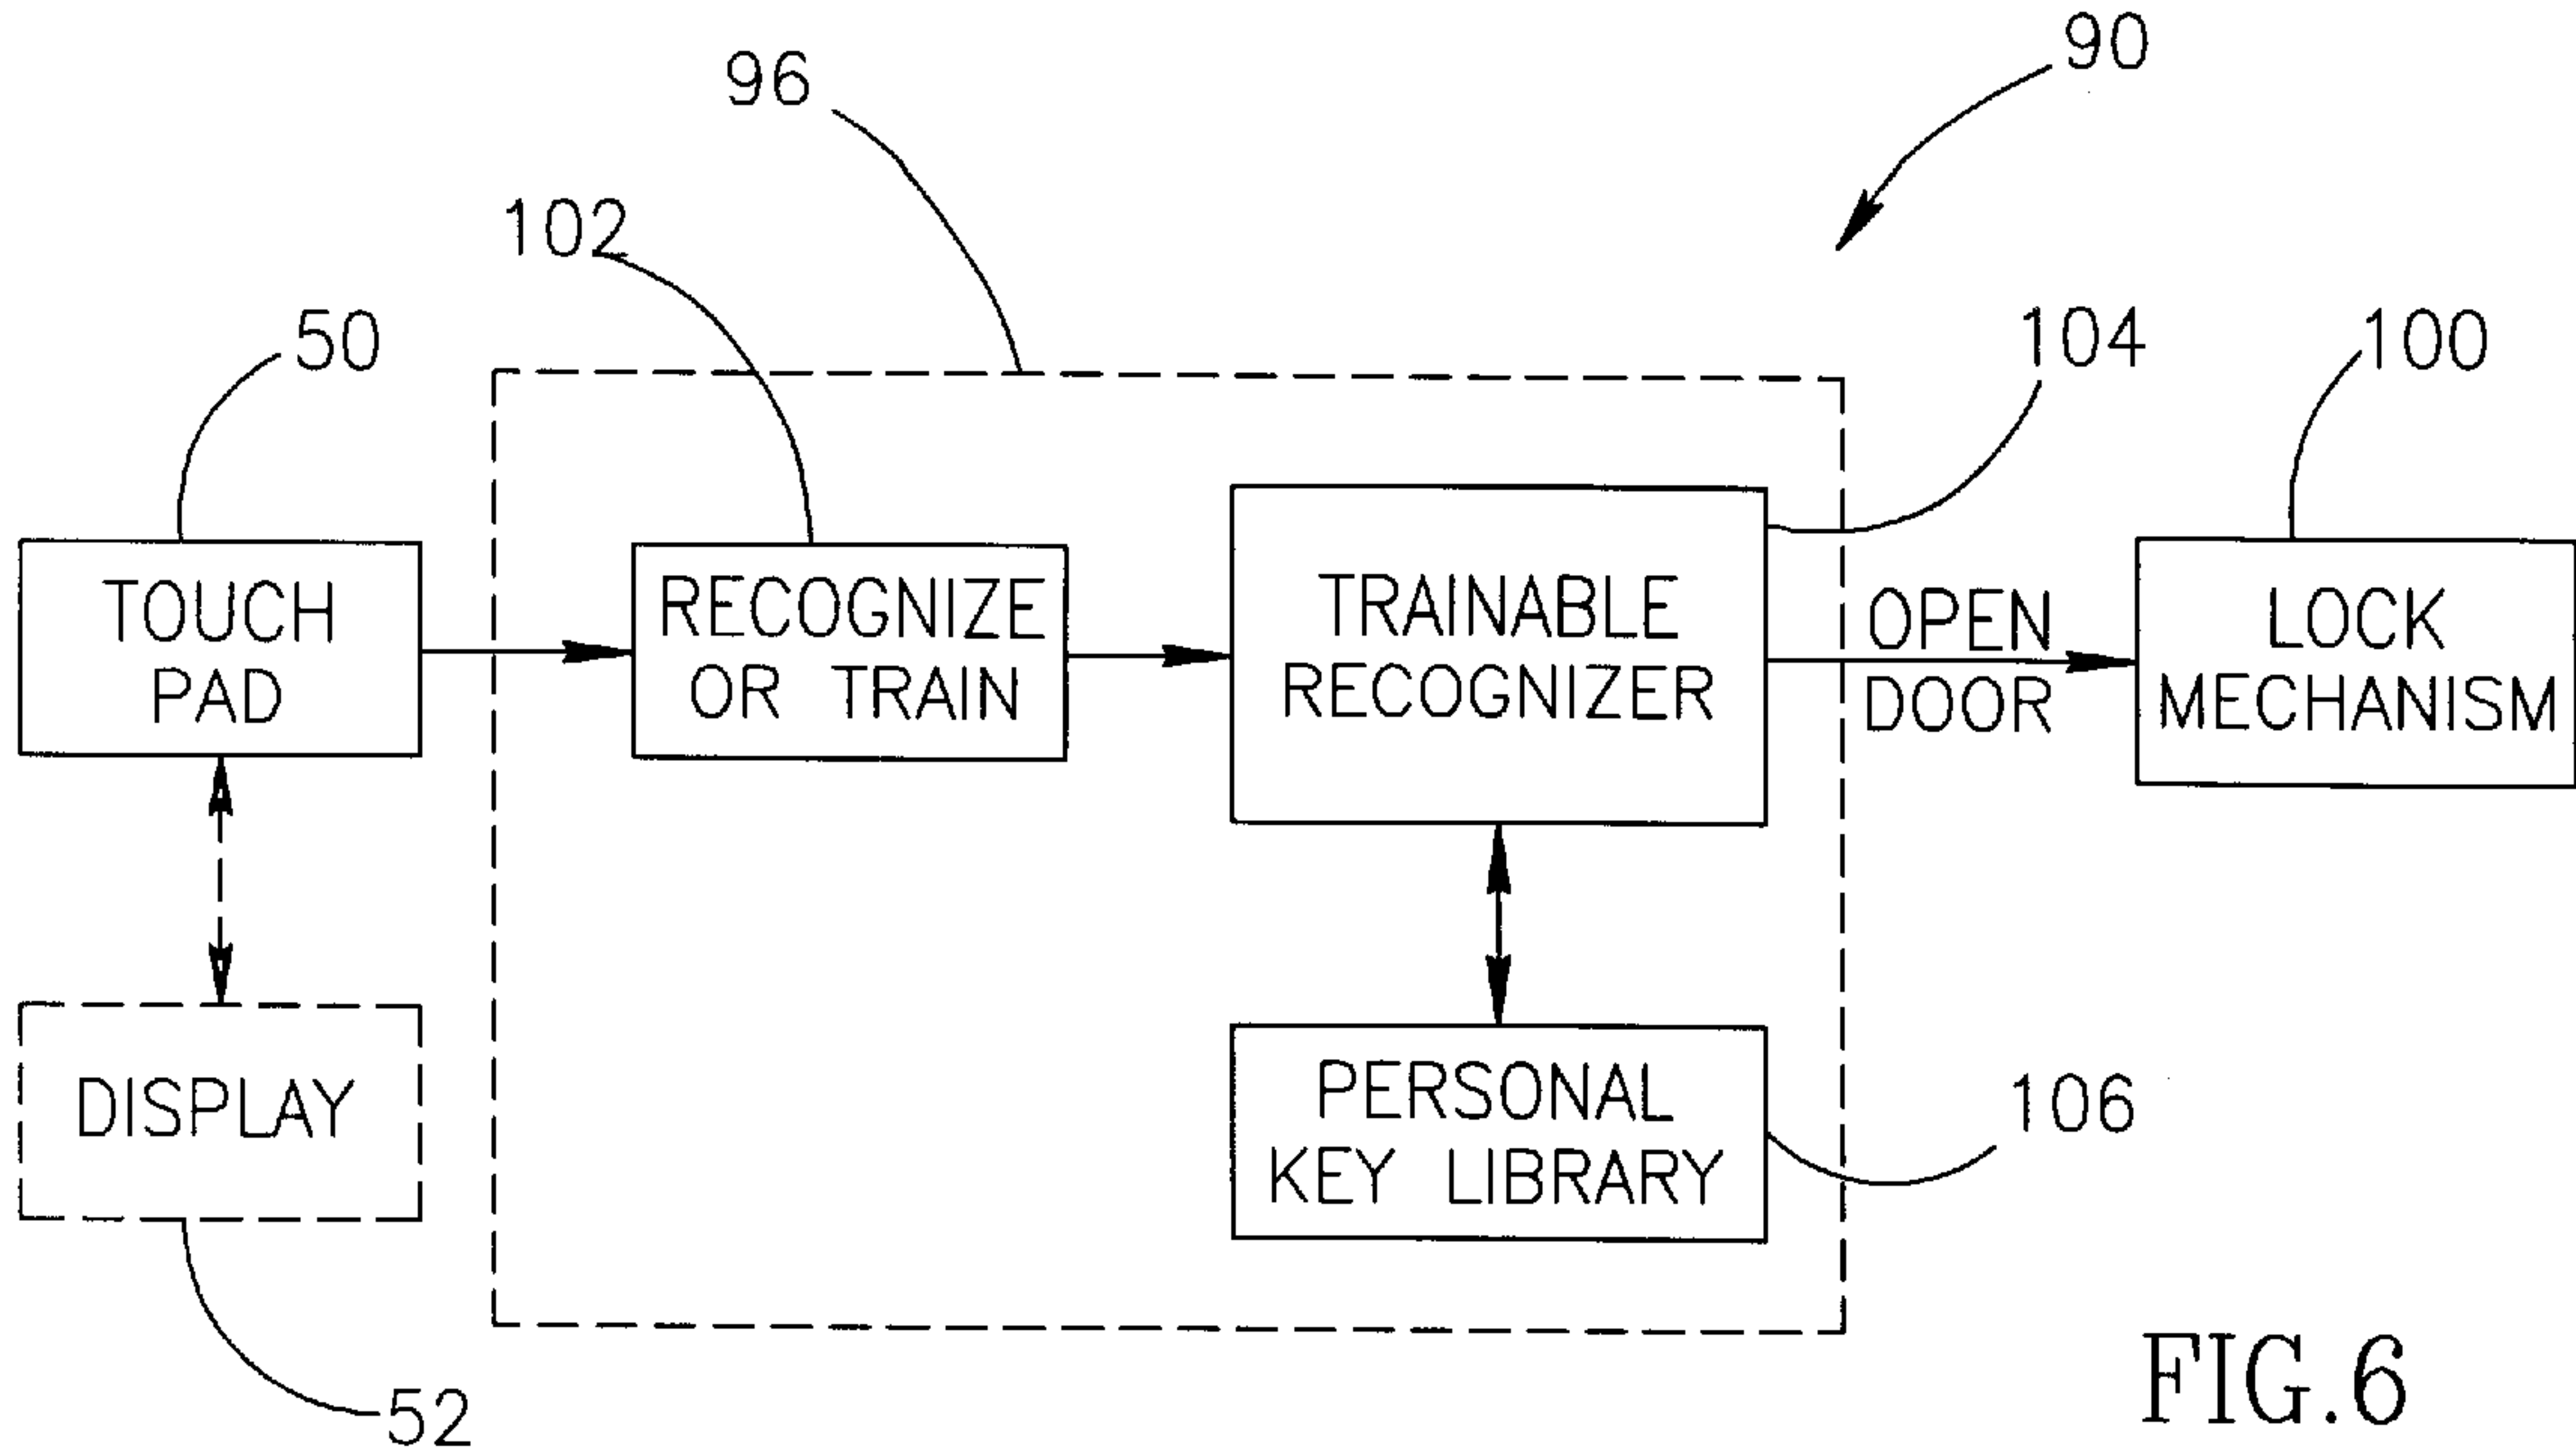 90
96
102
50
104
100
TOUCH
PAD
RECOGNIZE
OR TRAIN
TRAINABLE
RECOGNIZER
OPEN
DOOR
LOCK
MECHANISM
DISPLAY
PERSONAL
KEY LIBRARY
106
52
FIG.6